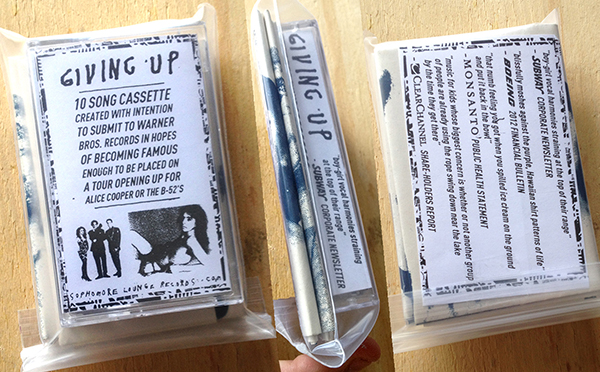 GIVING UP
10 SONG CASSETTE
CREATED WITH INTENTION
TO SUBMIT TO WARNER
BROS. RECORDS IN HOPES
OF BECOMING FAMOUS
ENOUGH TO BE PLACED ON
A TOUR OPENING UP FOR
ALICE COOPER OR THE B-52'S
SOPHOMORE LOUNGE RECORDS.COM
GIVING UP
"boy-girl vocal harmonies straining
at the top of their range"
-SUBWAY CORPORATE NEWSLETTER
"boy-girl vocal harmonies straining at the top of their range"
SUBWAY CORPORATE NEWSLETTER
"blissfully moshes against the purple, Hawaiian shirt patterns of life"
BOEING 2012 FINANCIAL BULLETIN
"that numb feeling you got when you spilled ice cream on the ground
and put it back in the bowl"
-MONSANTO PUBLIC HEALTH STATEMENT
"music for kids whose biggest concern is whether or not another group
of people are already using the rope swing down near the lake
by the time they get there"
-CLEARCHANNEL SHARE-HOLDERS REPORT